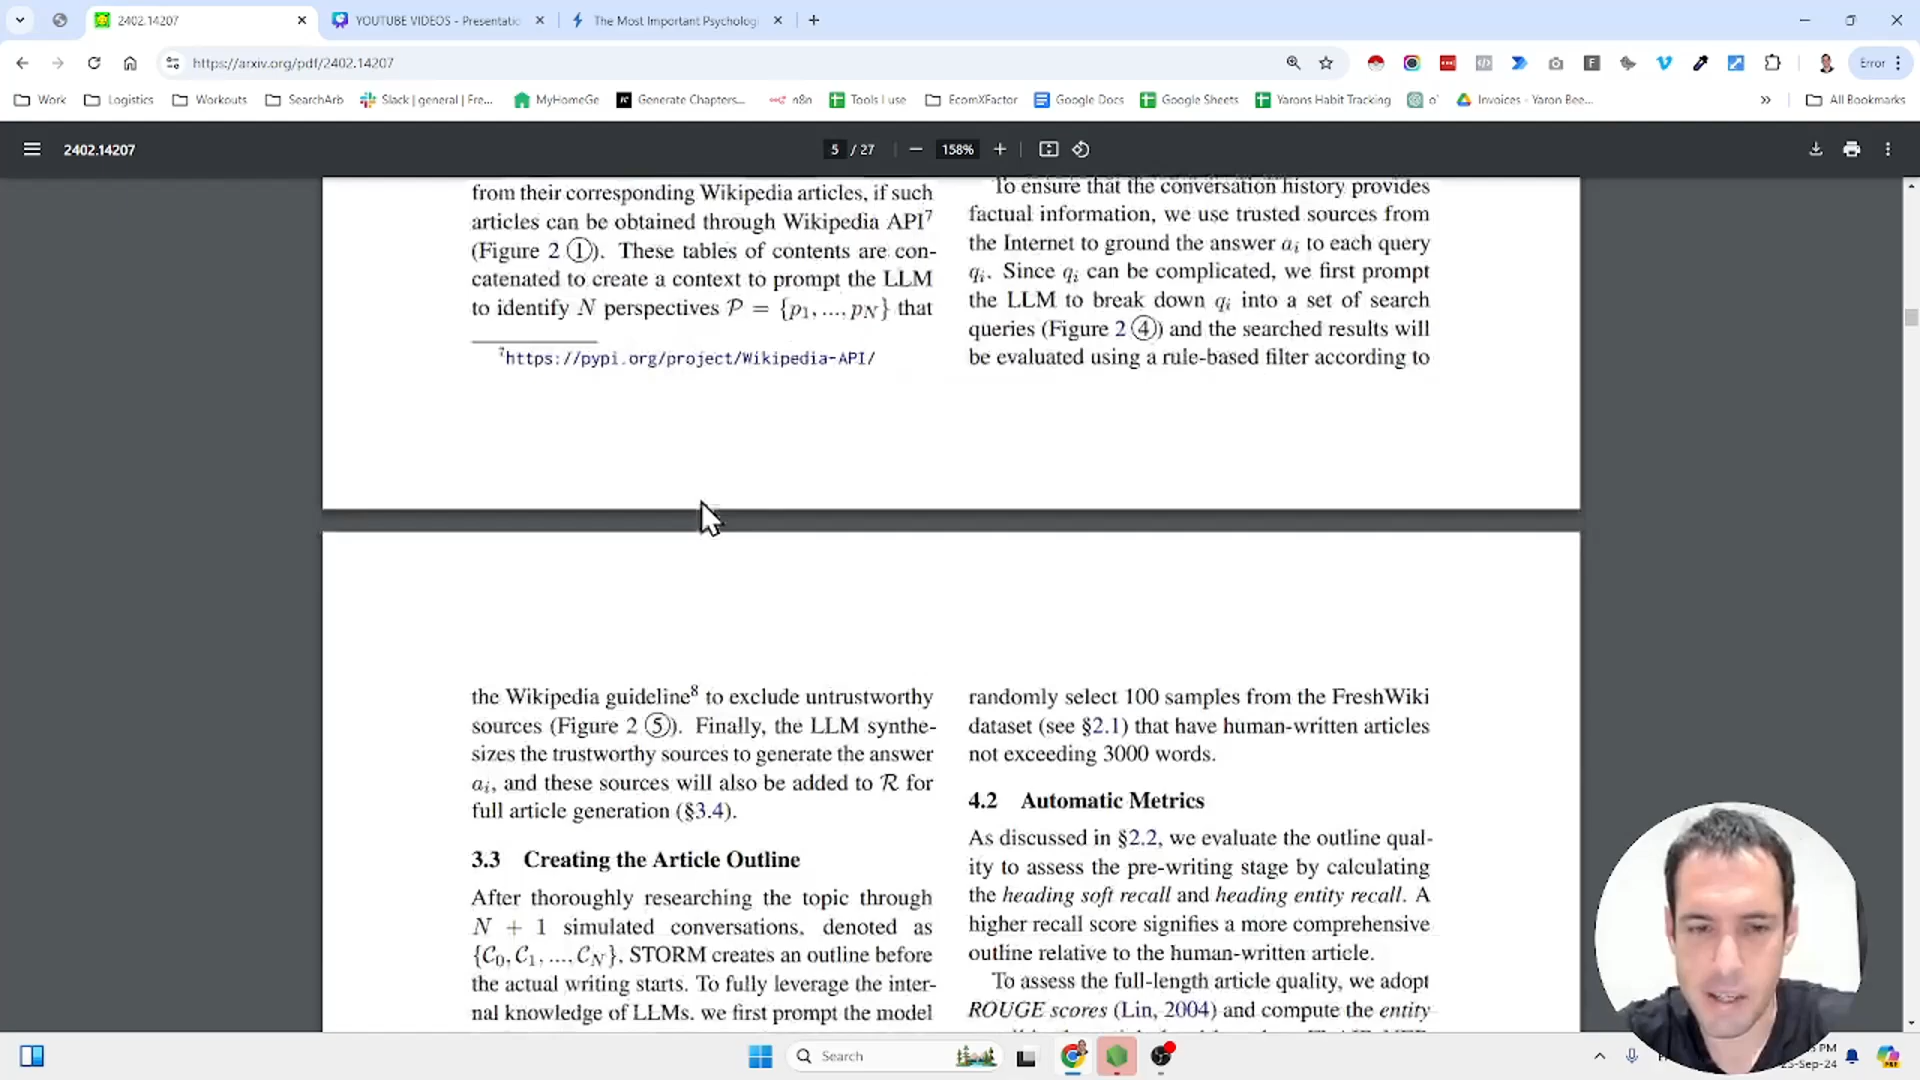 2402.14207
YOUTUBE VIDEOS - Presentatio
The Most Important Psycholog
https://arxiv.org/pdf/2402.14207
Error
Work
Logistics
Workouts
SearchArb
Slack | general | Fre...
MyHomeGe
Generate Chapters...
n8n
Tools I use
EcomXFactor
Google Docs
Google Sheets
Yarons Habit Tracking
o'
Invoices - Yaron Bee...
»
All Bookmarks
2402.14207
5 / 27
158%
from their corresponding Wikipedia articles, if such
articles can be obtained through Wikipedia API7
(Figure 2 ①). These tables of contents are con-
catenated to create a context to prompt the LLM
to identify N perspectives P = {p1, ..., pN} that
7https://pypi.org/project/Wikipedia-API/
To ensure that the conversation history provides
factual information, we use trusted sources from
the Internet to ground the answer ai to each query
qi. Since qi can be complicated, we first prompt
the LLM to break down qi into a set of search
queries (Figure 2 ④) and the searched results will
be evaluated using a rule-based filter according to
the Wikipedia guideline8 to exclude untrustworthy
sources (Figure 2 ⑤). Finally, the LLM synthe-
sizes the trustworthy sources to generate the answer
ai, and these sources will also be added to R for
full article generation (§3.4).
3.3 Creating the Article Outline
After thoroughly researching the topic through
N + 1 simulated conversations, denoted as
{C0, C1, ..., CN}, STORM creates an outline before
the actual writing starts. To fully leverage the inter-
nal knowledge of LLMs, we first prompt the model
randomly select 100 samples from the FreshWiki
dataset (see §2.1) that have human-written articles
not exceeding 3000 words.
4.2 Automatic Metrics
As discussed in §2.2, we evaluate the outline qual-
ity to assess the pre-writing stage by calculating
the heading soft recall and heading entity recall. A
higher recall score signifies a more comprehensive
outline relative to the human-written article.
To assess the full-length article quality, we adopt
ROUGE scores (Lin, 2004) and compute the entity
Search
PM
-Sep-24